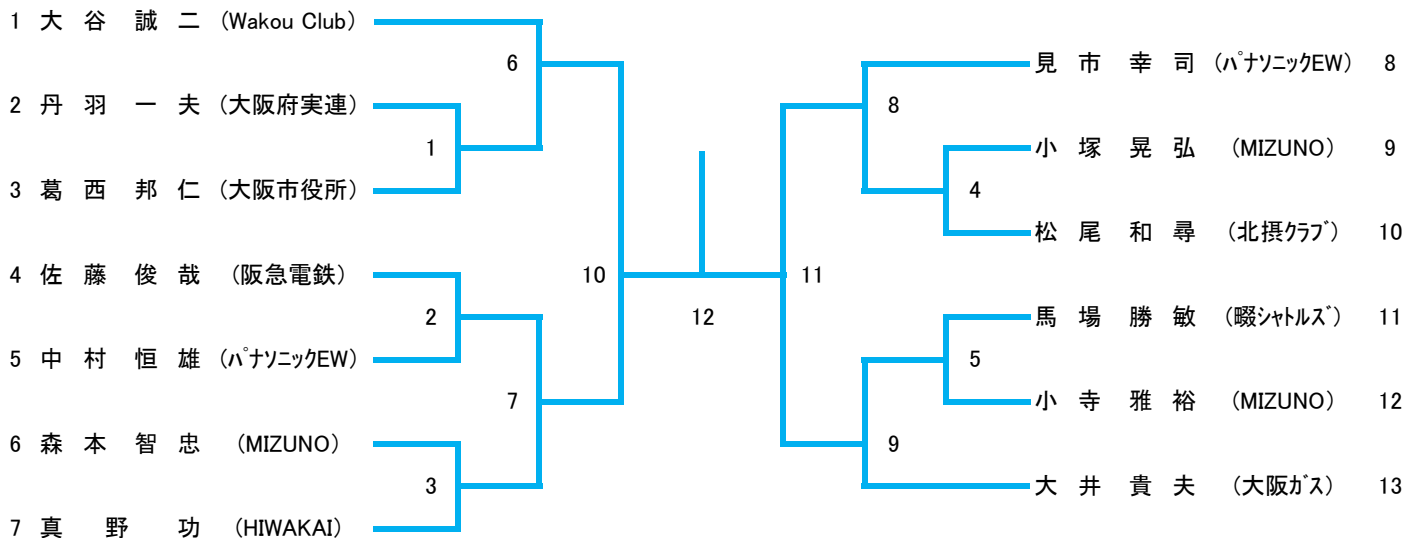 1 大 谷 誠 二 (Wakou Club)
6
2 丹 羽 一 夫 (大阪府実連)
1
3 葛 西 邦 仁 (大阪市役所)
10
4 佐 藤 俊 哉 (阪急電鉄)
2
5 中 村 恒 雄 (パナソニックEW)
7
6 森 本 智 忠 (MIZUNO)
3
7 真 野 功 (HIWAKAI)
12
見 市 幸 司 (パナソニックEW) 8
8
小 塚 晃 弘 (MIZUNO) 9
4
松 尾 和 尋 (北摂クラブ) 10
11
馬 場 勝 敏 (畷シャトルズ) 11
5
小 寺 雅 裕 (MIZUNO) 12
9
大 井 貴 夫 (大阪ガス) 13